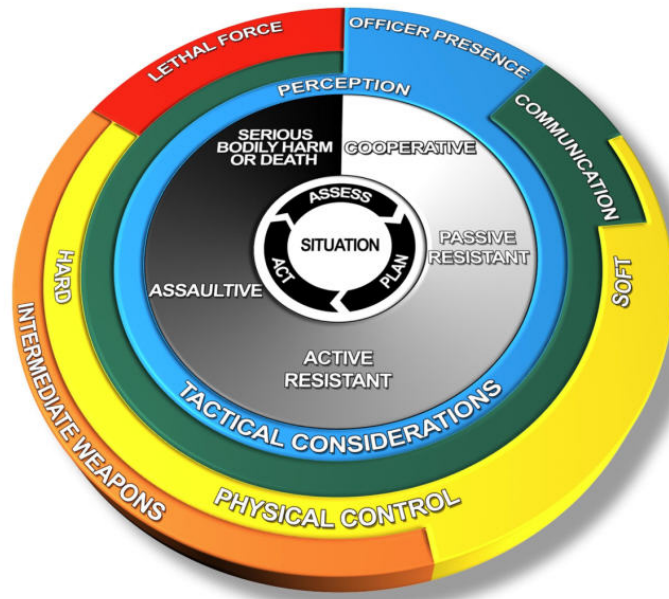 LETHAL FORCE
OFFICER PRESENCE
PERCEPTION
COMMUNICATION
SERIOUS
BODILY HARM
OR DEATH
COOPERATIVE
ASSESS
SITUATION
PLAN
ACT
PASSIVE
RESISTANT
HARD
SOFT
ASSAULTIVE
ACTIVE
RESISTANT
INTERMEDIATE WEAPONS
TACTICAL CONSIDERATIONS
PHYSICAL CONTROL